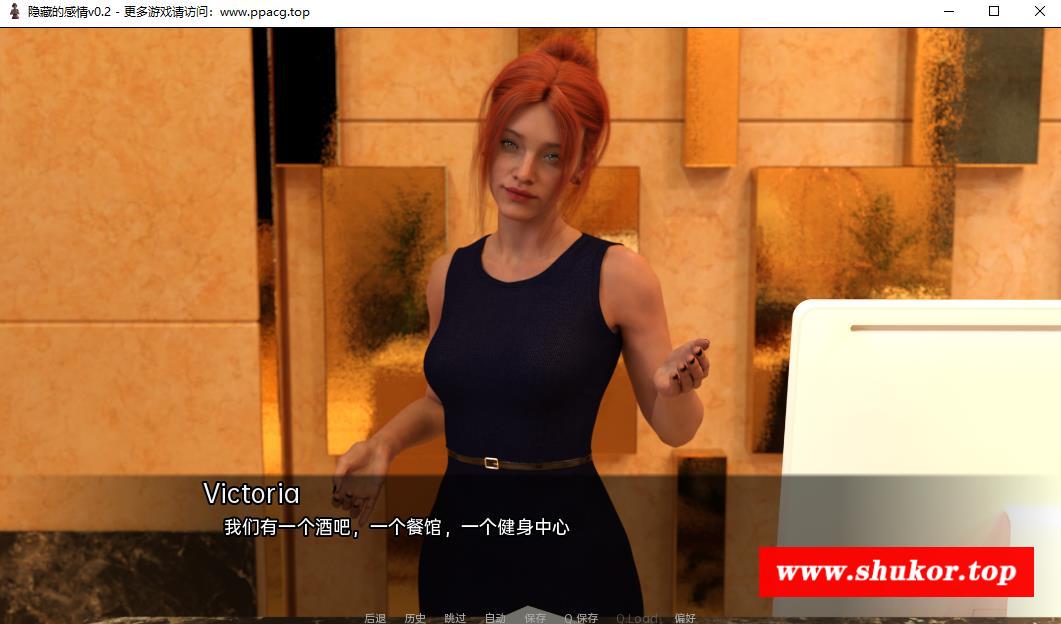 隐藏的感情v0.2 - 更多游戏请访问：www.ppacg.top
Victoria
我们有一个酒吧，一个餐馆，一个健身中心
www.shukor.top
后退 历史 跳过 自动 保存 Q.保存 Q.Load 偏好